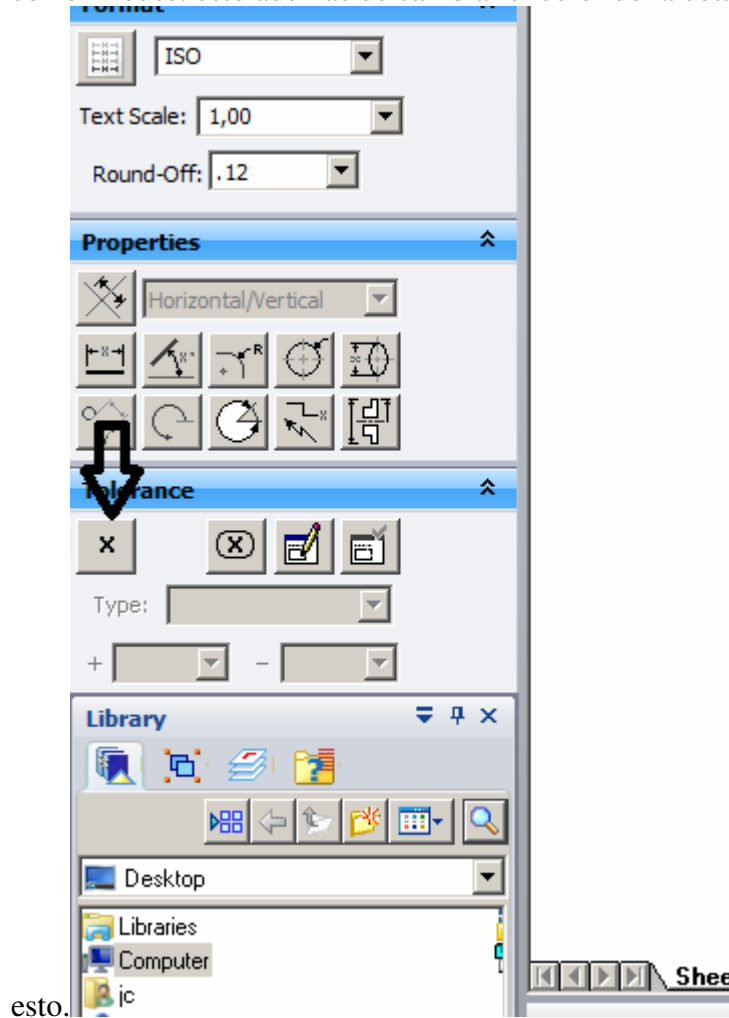 ISO
Text Scale: 1,00
Round-Off: .12
Properties
Horizontal/Vertical
Tolerance
x
x
Type:
+ -
Library
Desktop
Libraries
Computer
jc
Shee
esto.